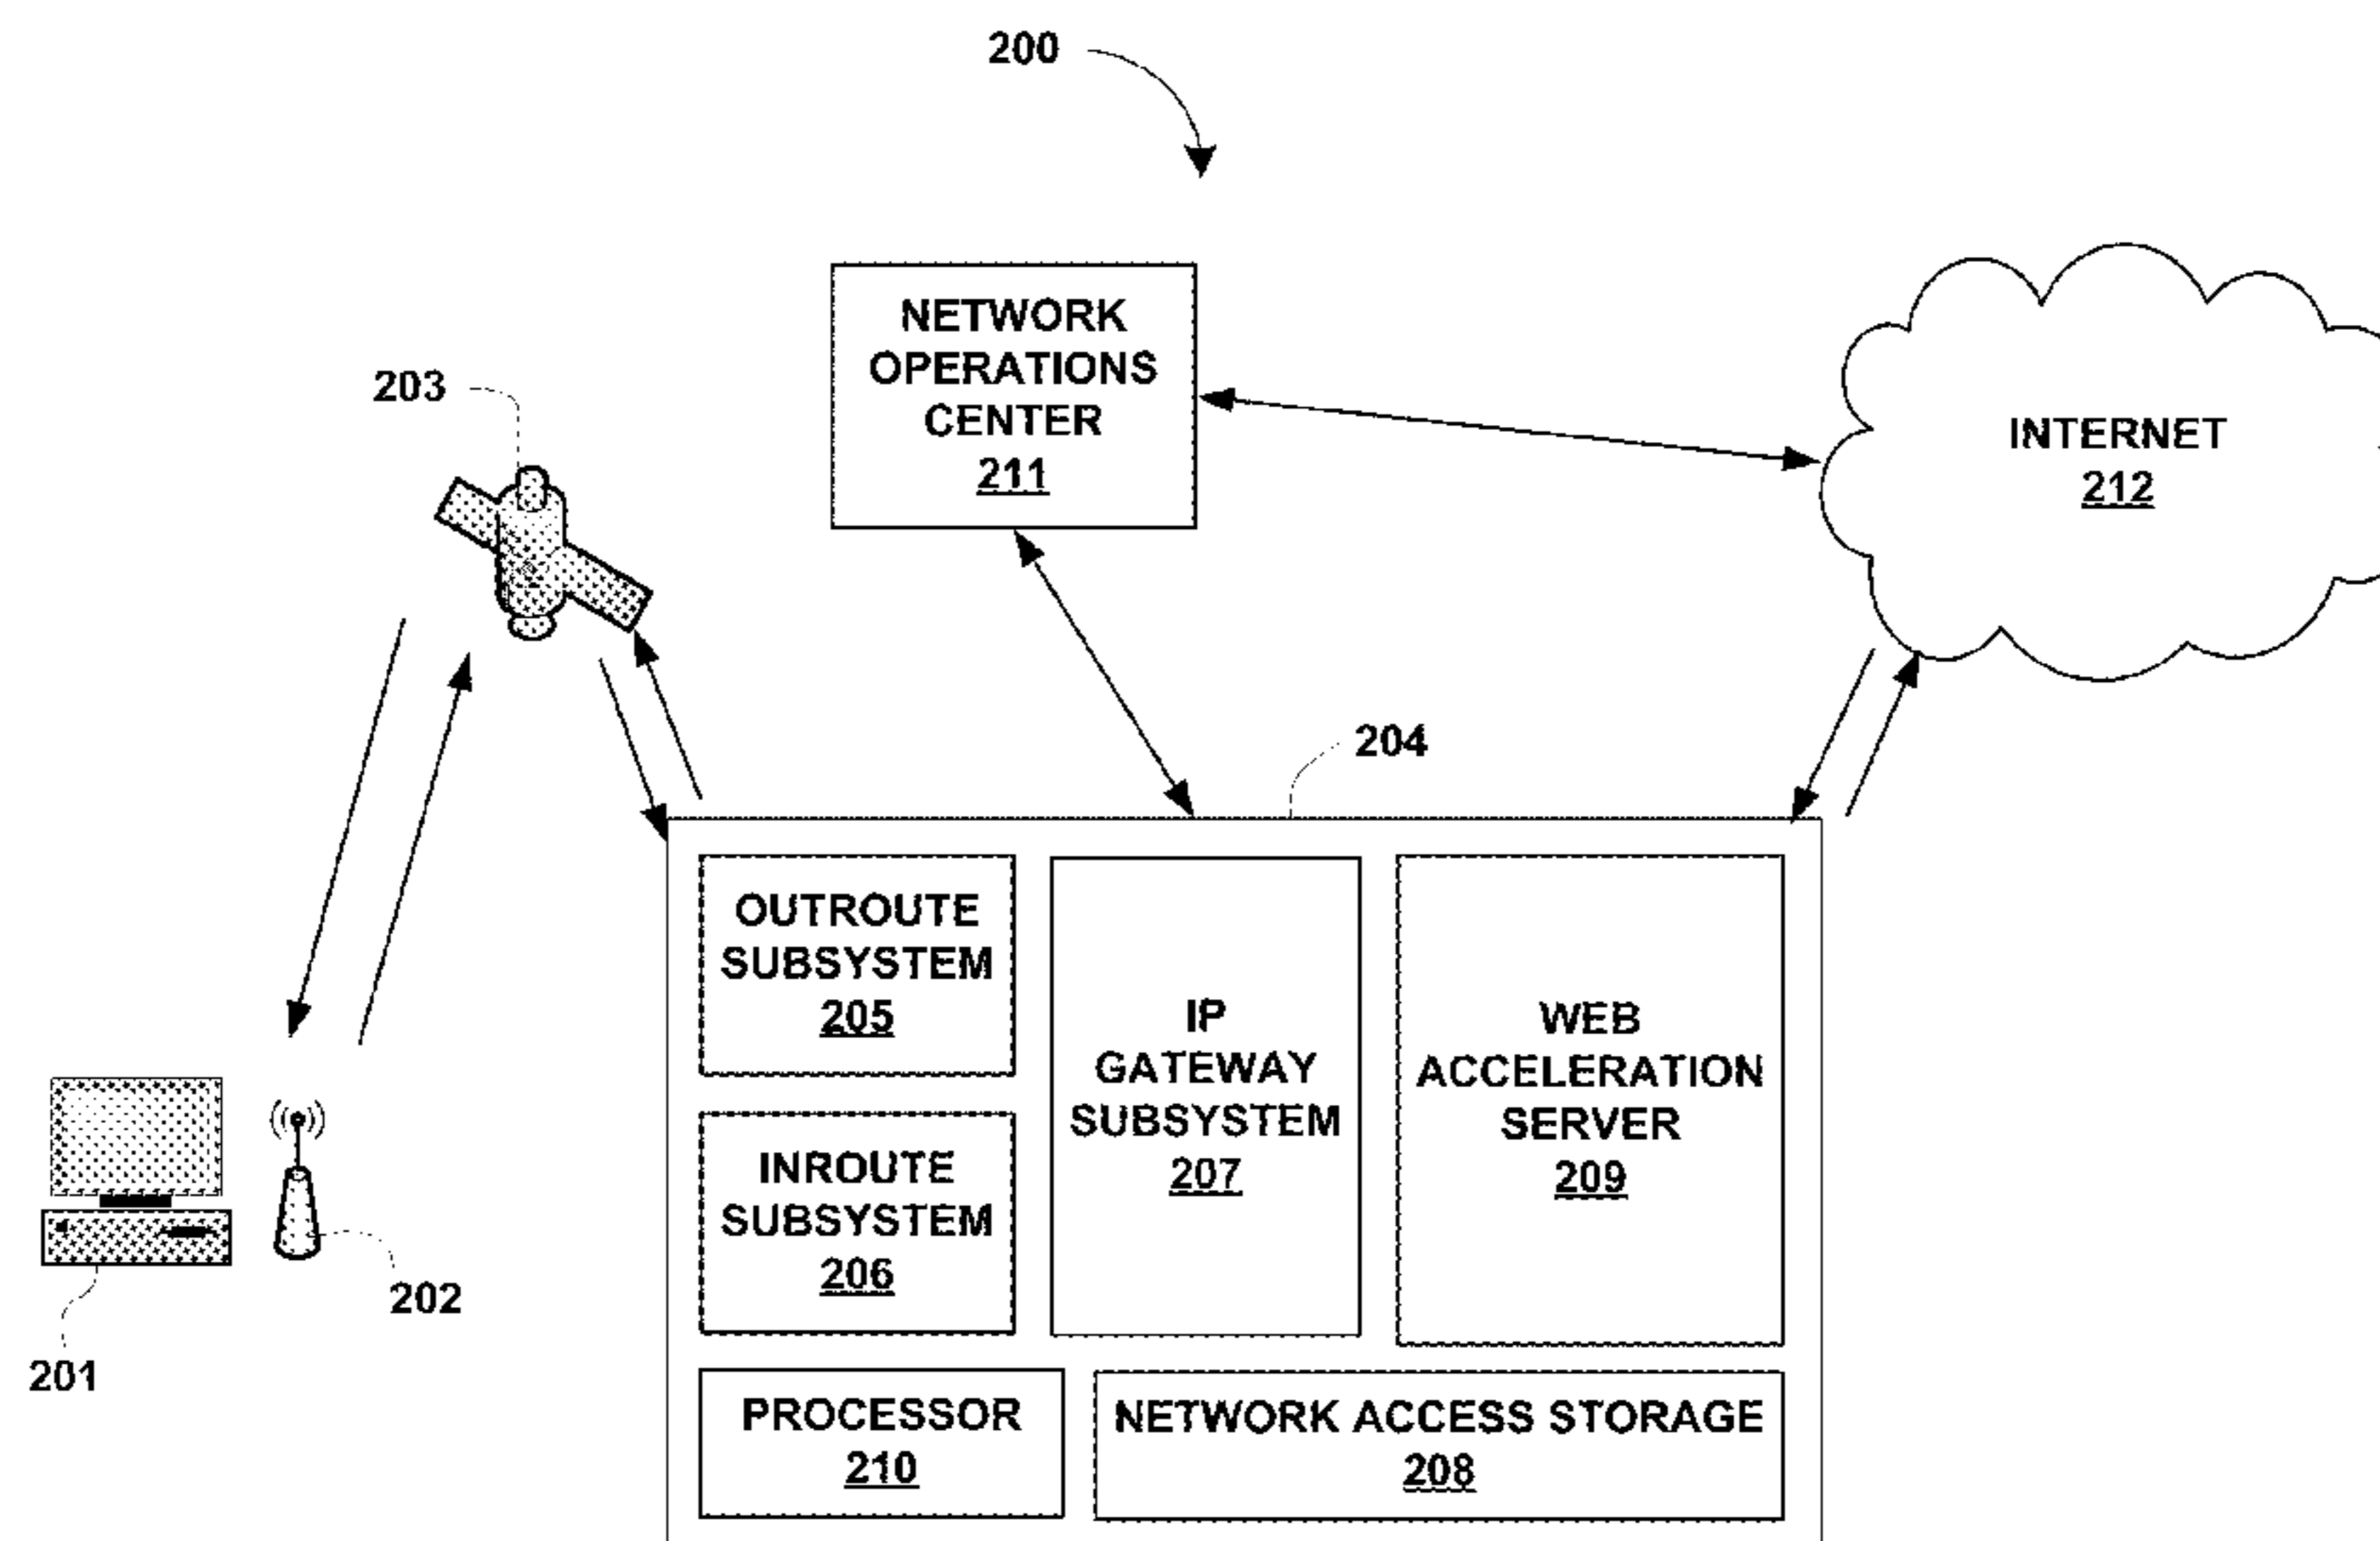 200
NETWORK
OPERATIONS
CENTER
211
INTERNET
212
203
204
OUTROUTE
SUBSYSTEM
205
INROUTE
SUBSYSTEM
206
IP
GATEWAY
SUBSYSTEM
207
WEB
ACCELERATION
SERVER
209
202
201
PROCESSOR
210
NETWORK ACCESS STORAGE
208